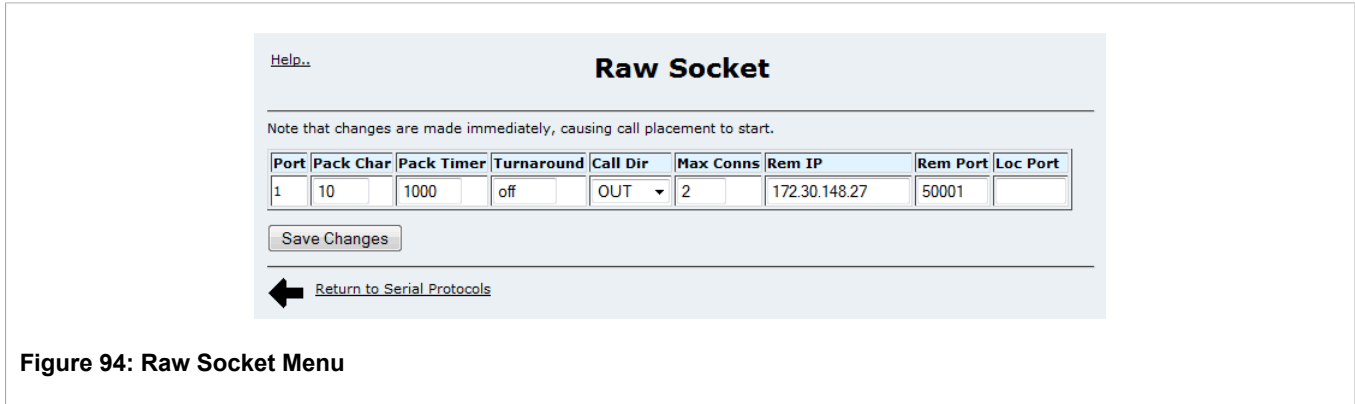 Help..
Raw Socket
Note that changes are made immediately, causing call placement to start.
Port Pack Char Pack Timer Turnaround Call Dir Max Conns Rem IP Rem Port Loc Port
1 10 1000 off OUT 2 172.30.148.27 50001
Save Changes
Return to Serial Protocols
Figure 94: Raw Socket Menu